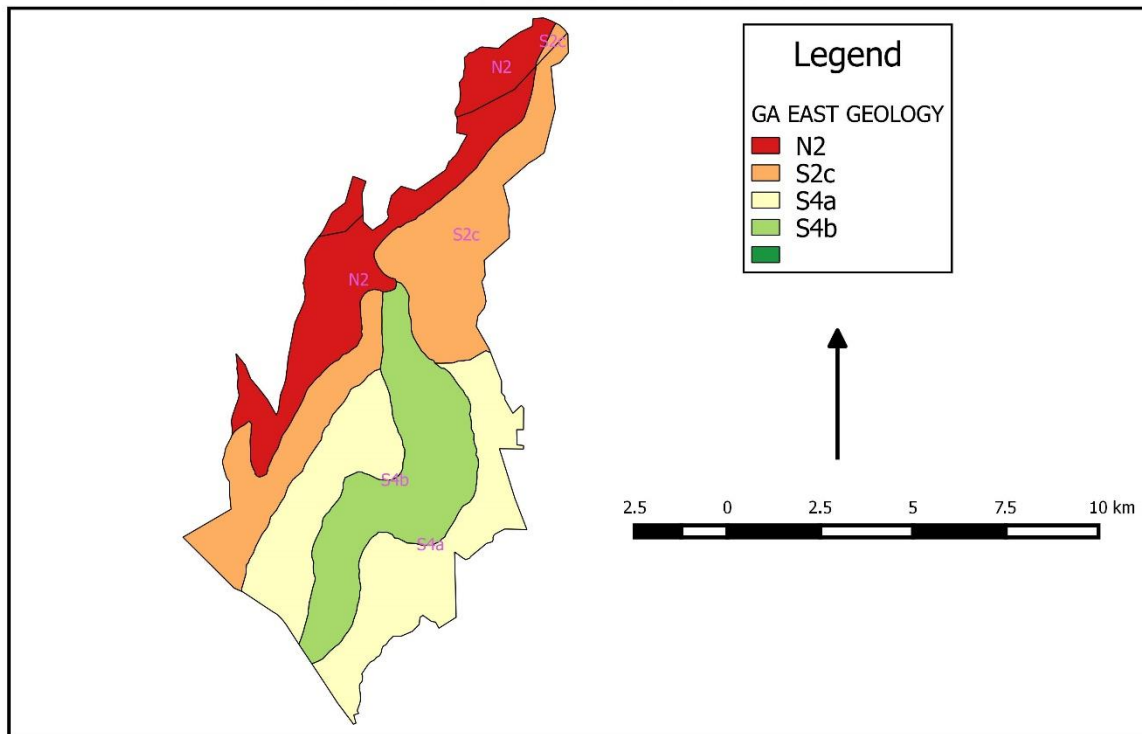 S2c
N2
S2c
N2
S4b
S4a
Legend
GA EAST GEOLOGY
N2
S2c
S4a
S4b
2.5 0 2.5 5 7.5 10 km